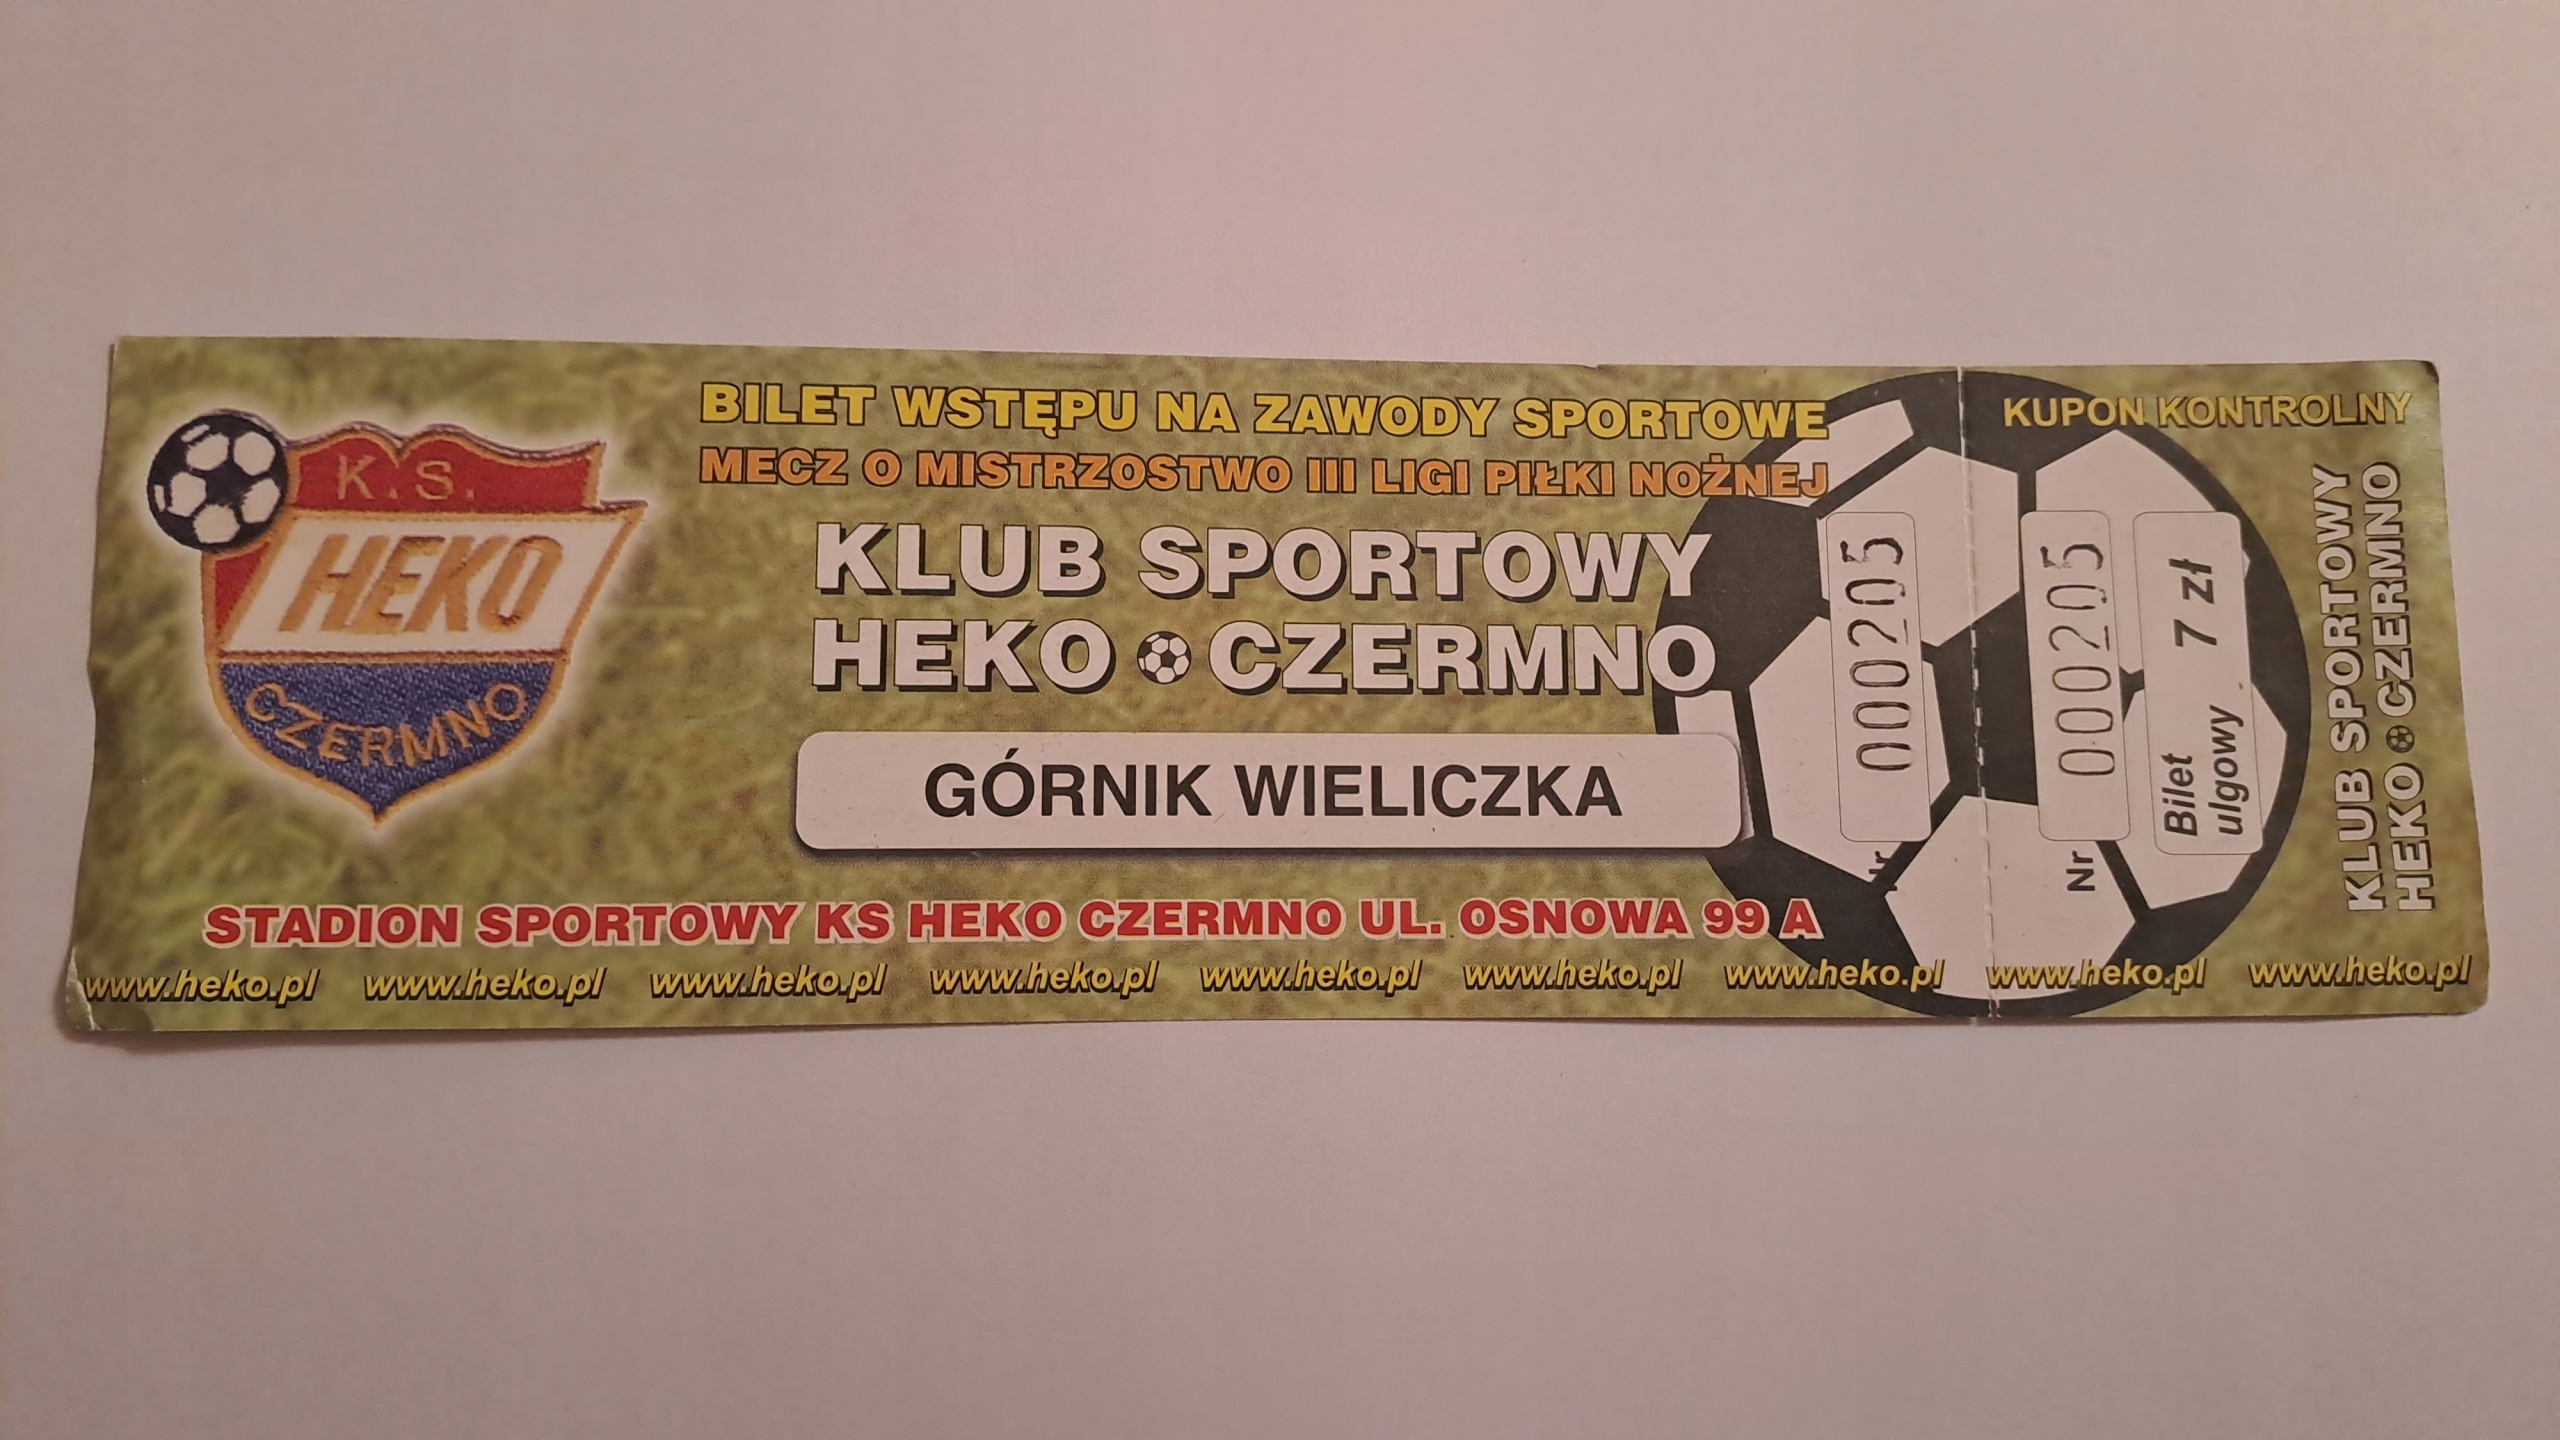 K.S.
HEKO
CZERMNO
BILET WSTĘPU NA ZAWODY SPORTOWE
MECZ O MISTRZOSTWO III LIGI PIŁKI NOŻNEJ
KLUB SPORTOWY
HEKO CZERMNO
GÓRNIK WIELICZKA
STADION SPORTOWY KS HEKO CZERMNO UL. OSNOWA 99 A
www.heko.pl www.heko.pl www.heko.pl www.heko.pl www.heko.pl www.heko.pl www.heko.pl www.heko.pl www.heko.pl
Nr 000205
KUPON KONTROLNY
Nr 000205
Bilet
ulgowy 7 zł
KLUB SPORTOWY
HEKO CZERMNO